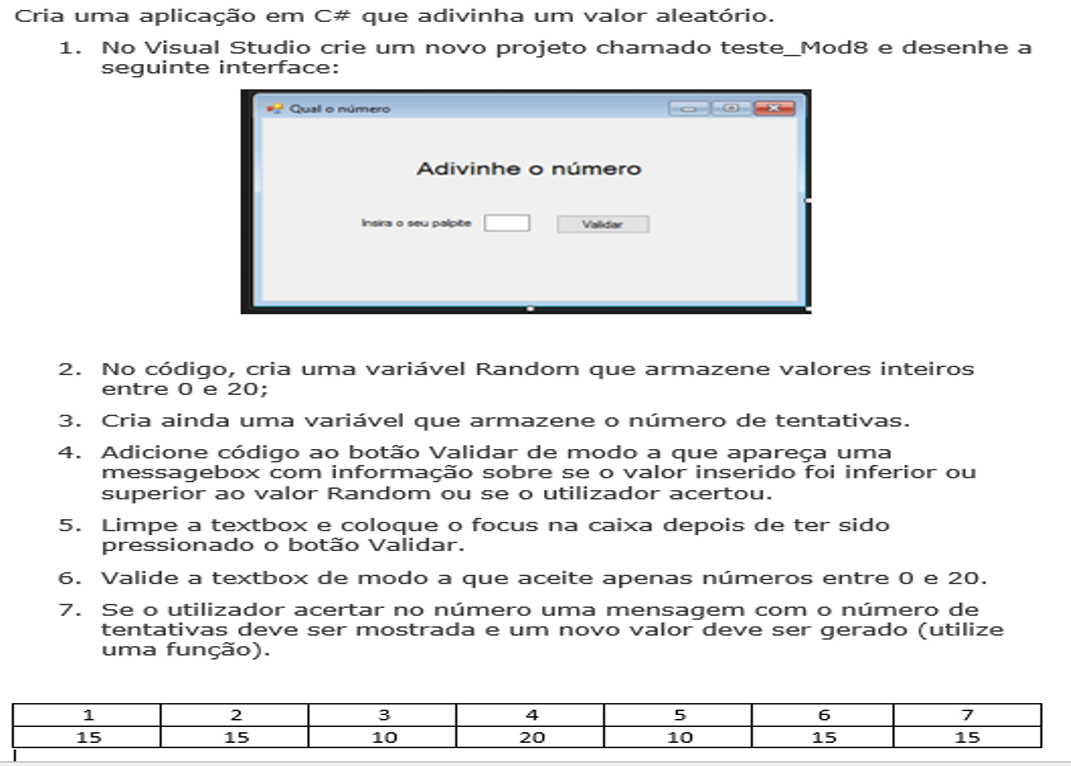 Cria uma aplicação em C# que adivinha um valor aleatório.
1. No Visual Studio crie um novo projeto chamado teste_Mod8 e desenhe a
seguinte interface:
Qual o número
Adivinhe o número
Insira o seu palpite
Validar
2. No código, cria uma variável Random que armazene valores inteiros
entre 0 e 20;
3. Cria ainda uma variável que armazene o número de tentativas.
4. Adicione código ao botão Validar de modo a que apareça uma
messagebox com informação sobre se o valor inserido foi inferior ou
superior ao valor Random ou se o utilizador acertou.
5. Limpe a textbox e coloque o focus na caixa depois de ter sido
pressionado o botão Validar.
6. Valide a textbox de modo a que aceite apenas números entre 0 e 20.
7. Se o utilizador acertar no número uma mensagem com o número de
tentativas deve ser mostrada e um novo valor deve ser gerado (utilize
uma função).
1 2 3 4 5 6 7
15 15 10 20 10 15 15